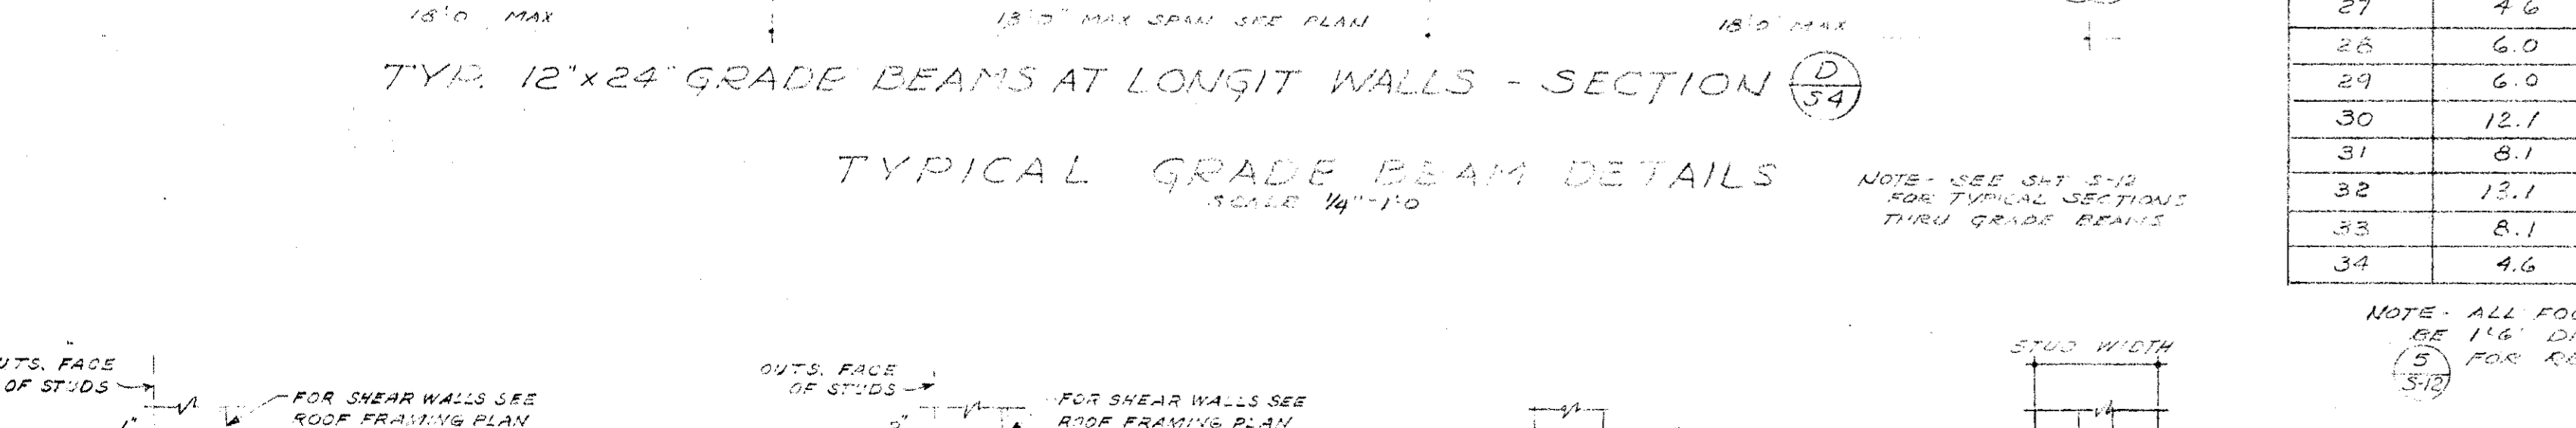 18'0 MAX
18'0" MAX SPAN SEE PLAN
18'0 MAX
TYP. 12"x24" GRADE BEAMS AT LONGIT WALLS - SECTION D S4
TYPICAL GRADE BEAM DETAILS
SCALE 1/4"-1'0
NOTE- SEE SHT S-12
FOR TYPICAL SECTIONS
THRU GRADE BEAMS
27 4.6
28 6.0
29 6.0
30 12.1
31 8.1
32 13.1
33 8.1
34 4.6
NOTE- ALL
BE 1'6"
5 S-12 FOR
OUTS. FACE
OF STUDS
FOR SHEAR WALLS SEE
ROOF FRAMING PLAN
OUTS. FACE
OF STUDS
FOR SHEAR WALLS SEE
ROOF FRAMING PLAN
STUD WIDTH